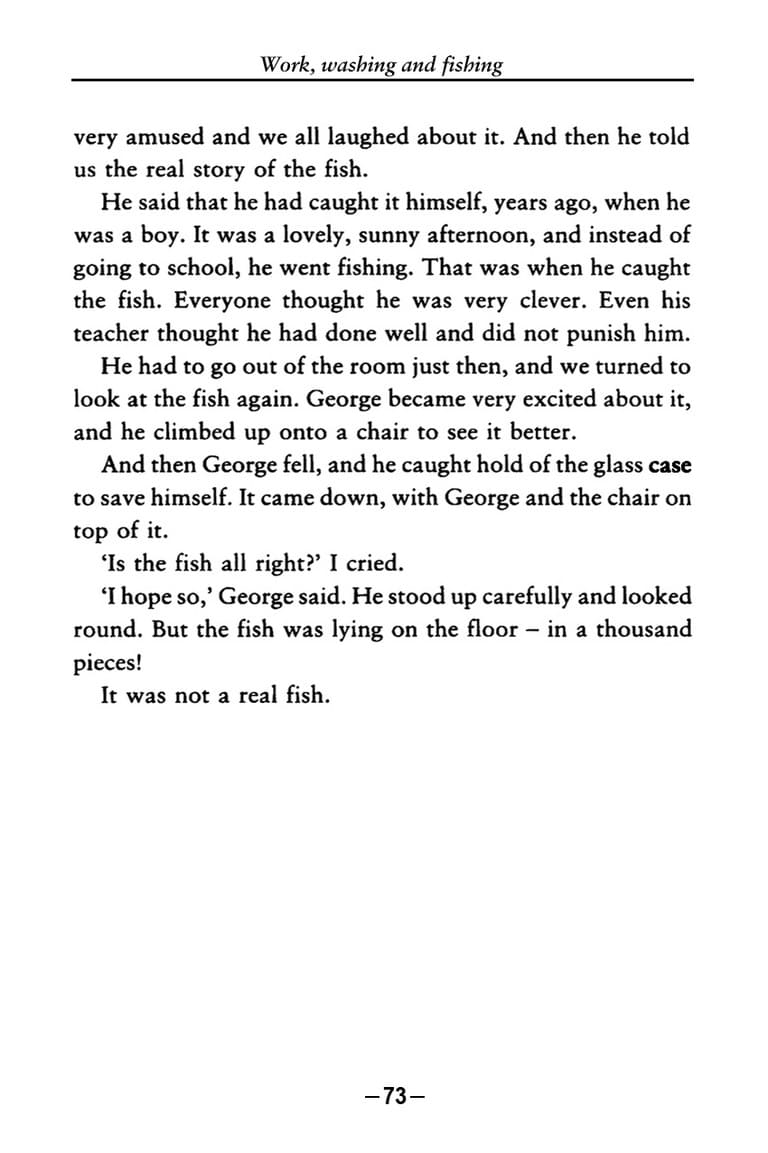 Work, washing and fishing
very amused and we all laughed about it. And then he told
us the real story of the fish.
He said that he had caught it himself, years ago, when he
was a boy. It was a lovely, sunny afternoon, and instead of
going to school, he went fishing. That was when he caught
the fish. Everyone thought he was very clever. Even his
teacher thought he had done well and did not punish him.
He had to go out of the room just then, and we turned to
look at the fish again. George became very excited about it,
and he climbed up onto a chair to see it better.
And then George fell, and he caught hold of the glass case
to save himself. It came down, with George and the chair on
top of it.
‘Is the fish all right?’ I cried.
‘I hope so,’ George said. He stood up carefully and looked
round. But the fish was lying on the floor – in a thousand
pieces!
It was not a real fish.
–73–